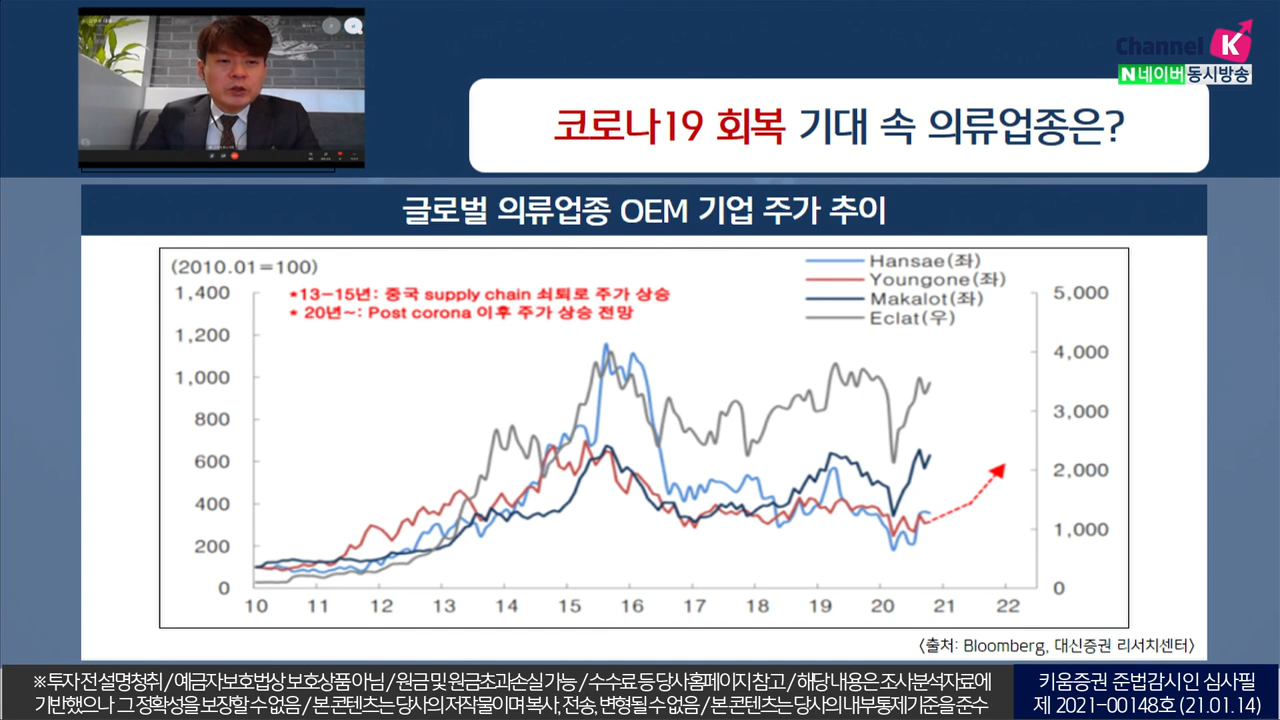 Channel K
N 네이버 동시방송
코로나19 회복 기대 속 의류업종은?
글로벌 의류업종 OEM 기업 주가 추이
(2010.01=100)
Hansae(좌)
Youngone(좌)
Makalot(좌)
Eclat(우)
*13-15년: 중국 supply chain 쇠퇴로 주가 상승
* 20년~: Post corona 이후 주가 상승 전망
1,400
1,200
1,000
800
600
400
200
0
5,000
4,000
3,000
2,000
1,000
0
10 11 12 13 14 15 16 17 18 19 20 21 22
<출처: Bloomberg, 대신증권 리서치센터>
※투자 전 설명청취 / 예금자보호법상 보호상품 아님 / 원금 및 원금초과손실 가능 / 수수료 등 당사홈페이지 참고 / 해당 내용은 조사분석자료에
기반했으나 그 정확성을 보장할 수 없음 / 본 콘텐츠는 당사의 저작물이며 복사, 전송, 변형될 수 없음 / 본 콘텐츠는 당사의 내부통제기준을 준수
키움증권 준법감시인 심사필
제 2021-00148호 (21.01.14)